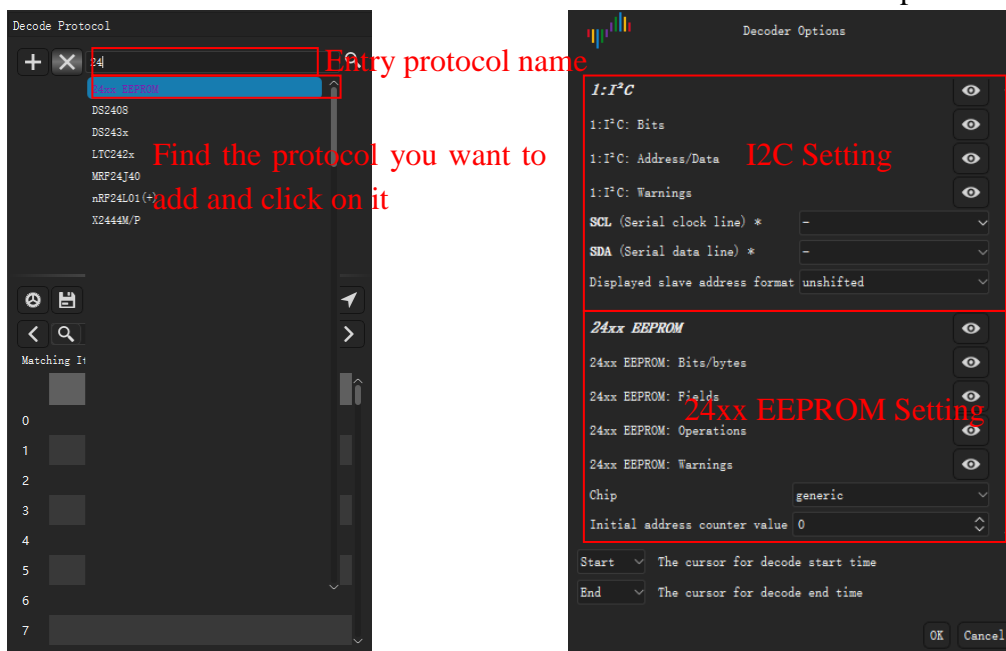 Decode Protocol
24
Entry protocol name
24xx EEPROM
DS2408
DS243x
LTC242x
MRF24J40
nRF24L01(+)
X2444M/P
Find the protocol you want to
add and click on it
Matching It
0
1
2
3
4
5
6
7
Decoder Options
1:I²C
1:I²C: Bits
1:I²C: Address/Data
I2C Setting
1:I²C: Warnings
SCL (Serial clock line) * -
SDA (Serial data line) * -
Displayed slave address format unshifted
24xx EEPROM
24xx EEPROM: Bits/bytes
24xx EEPROM: Fields
24xx EEPROM Setting
24xx EEPROM: Operations
24xx EEPROM: Warnings
Chip generic
Initial address counter value 0
Start The cursor for decode start time
End The cursor for decode end time
OK Cancel